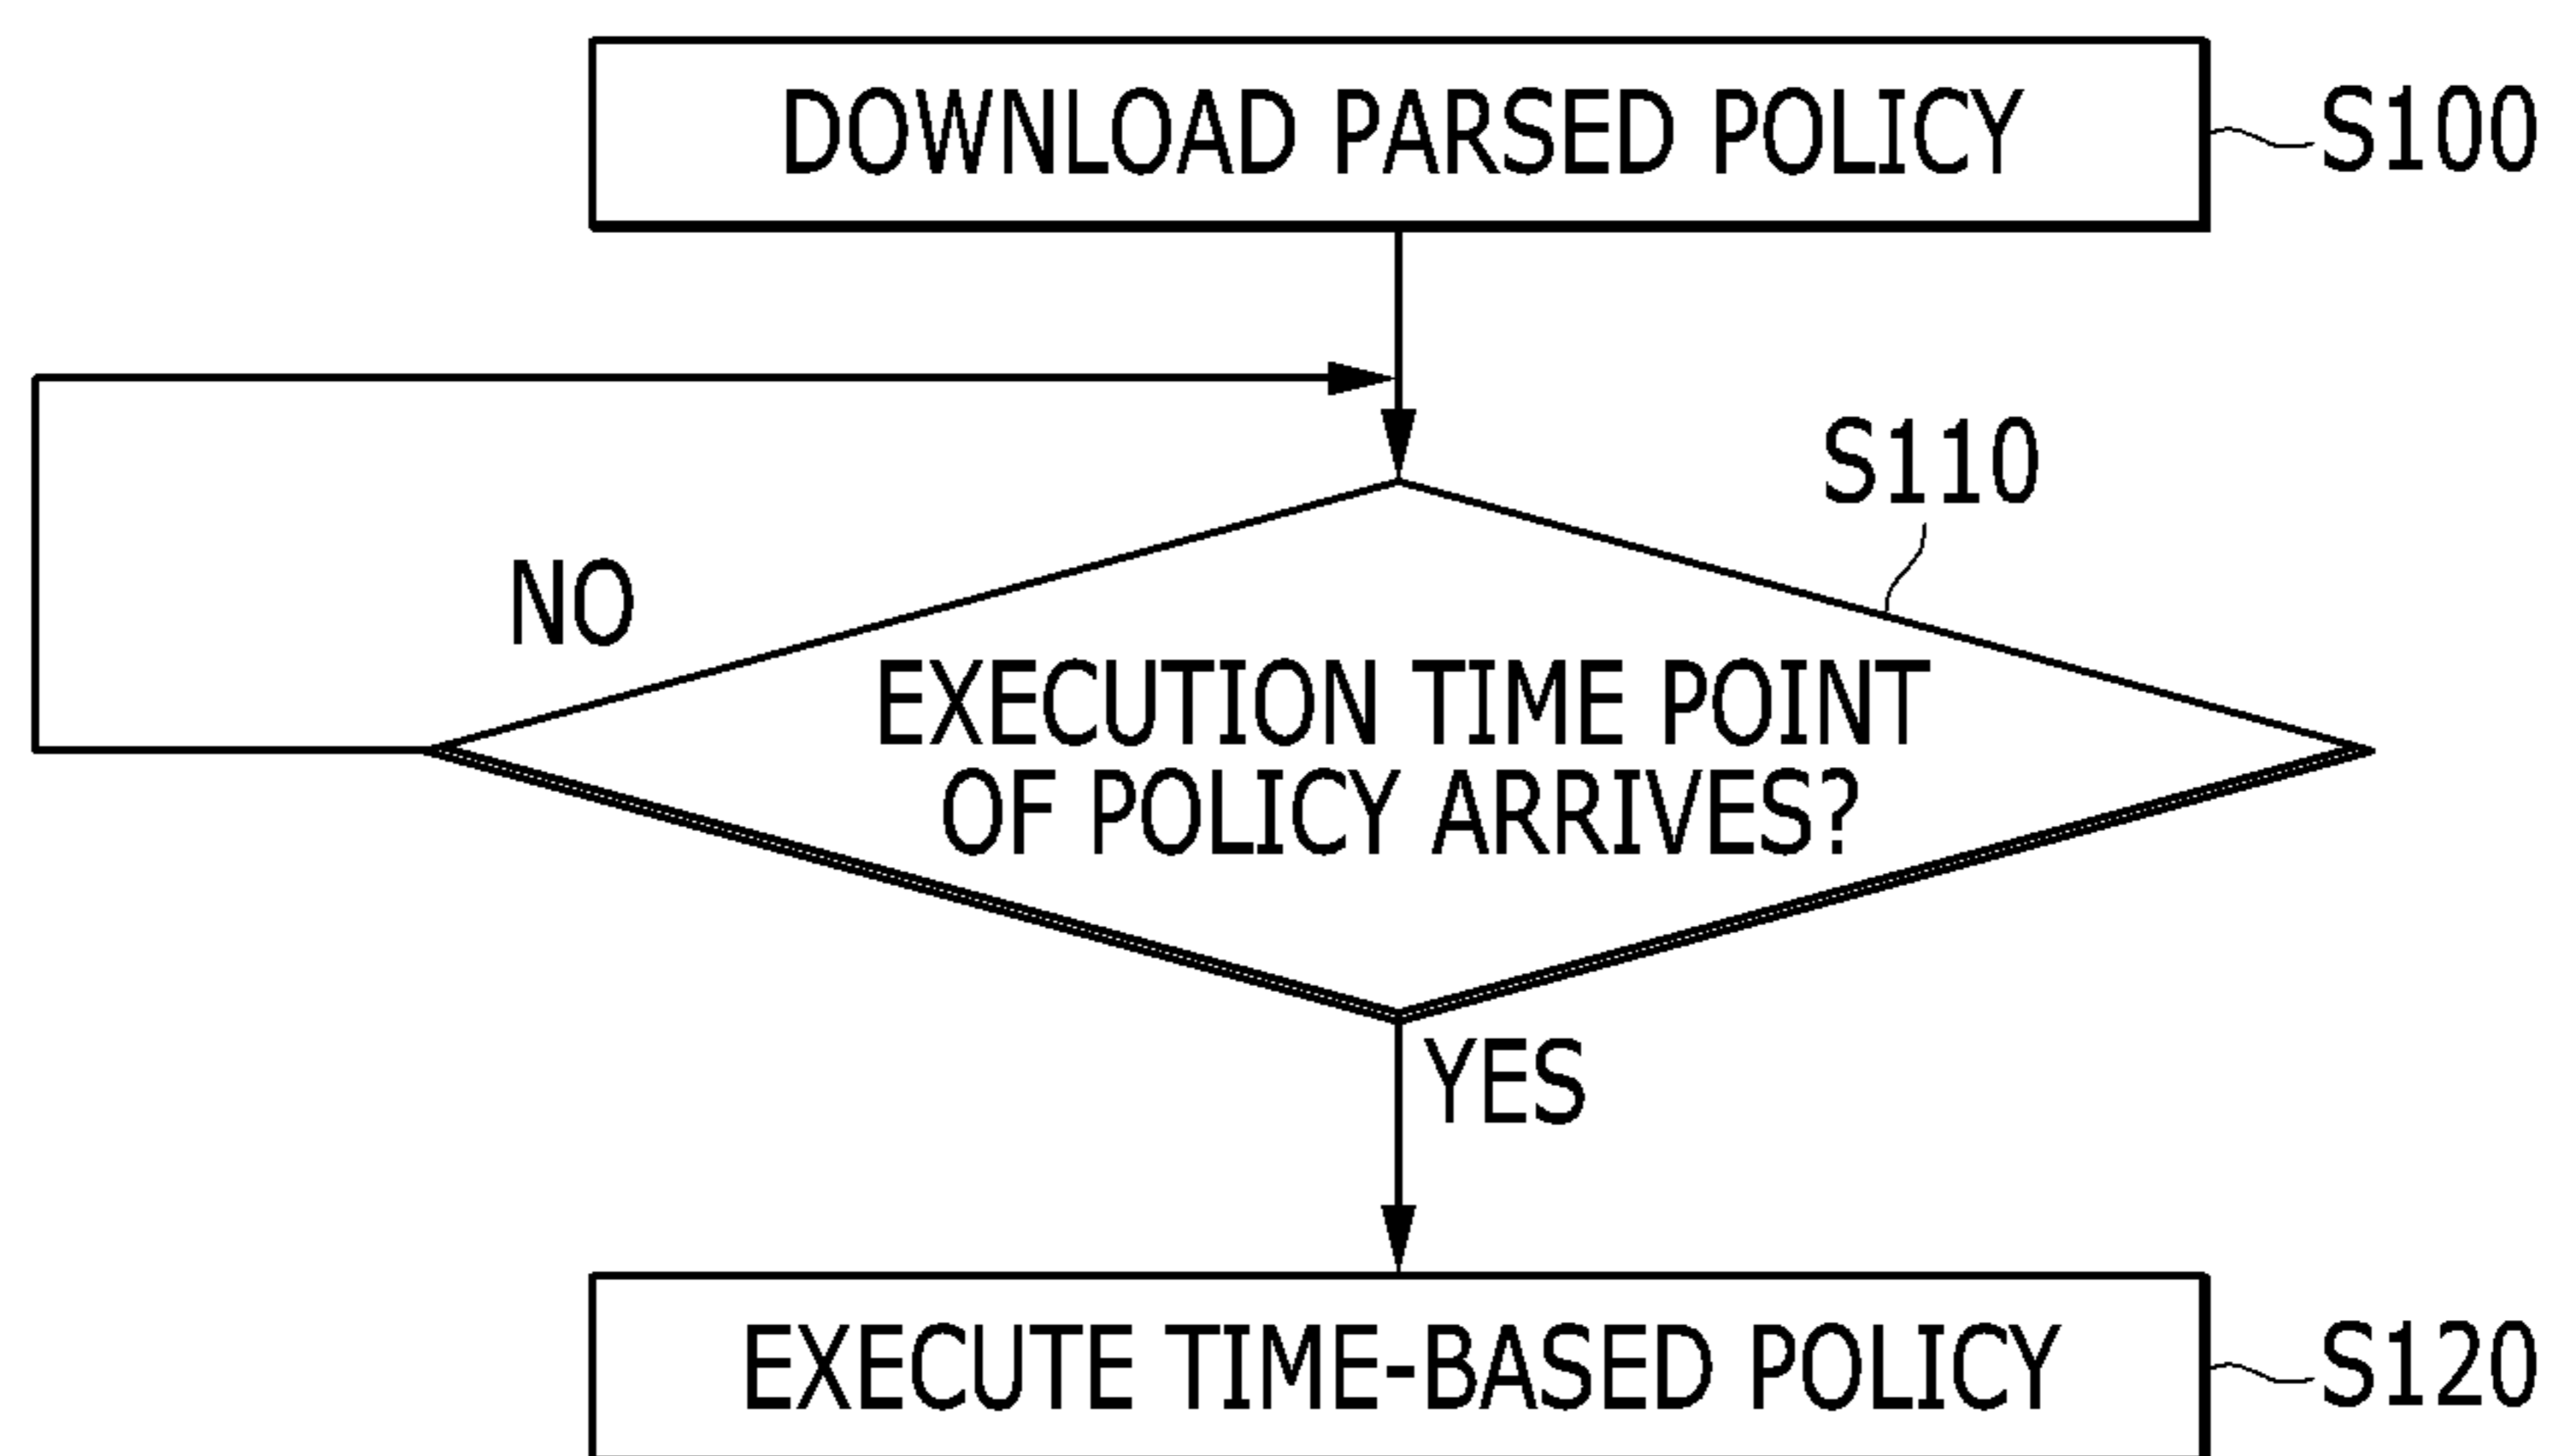 DOWNLOAD PARSED POLICY
S100
S110
NO
EXECUTION TIME POINT
OF POLICY ARRIVES?
YES
EXECUTE TIME-BASED POLICY
S120